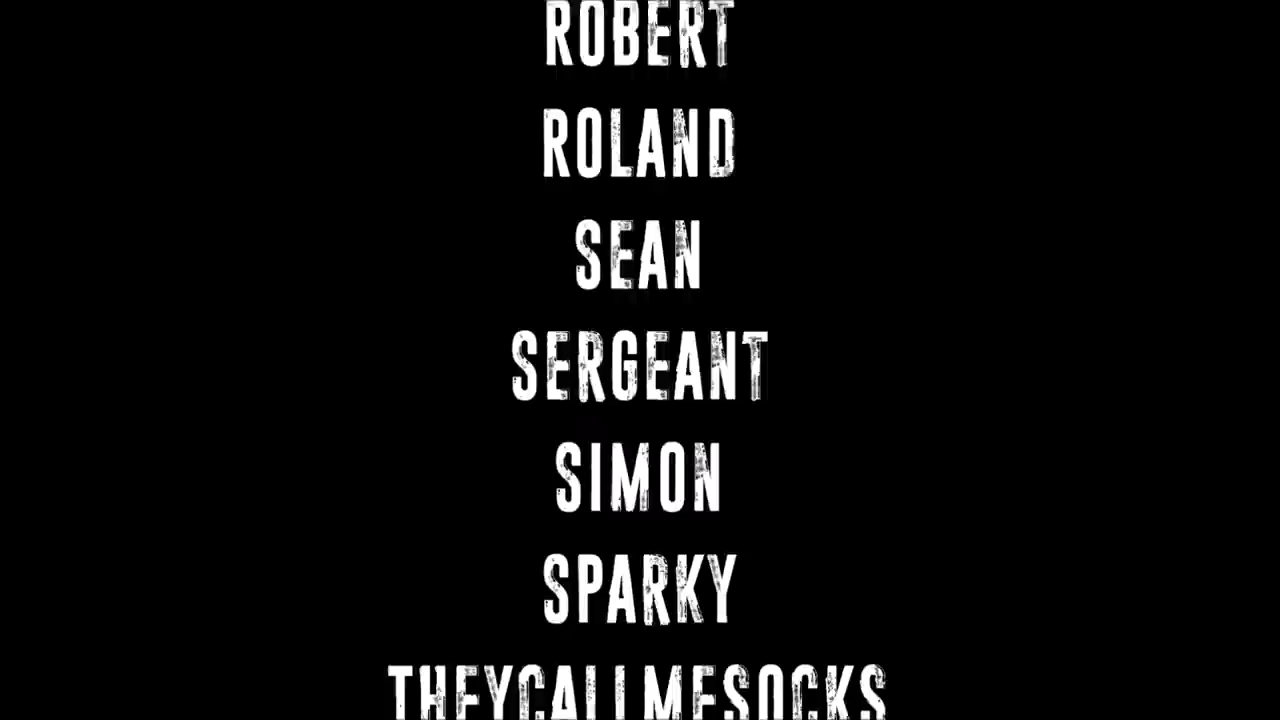 ROBERT
ROLAND
SEAN
SERGEANT
SIMON
SPARKY
THEYCALLMESOCKS